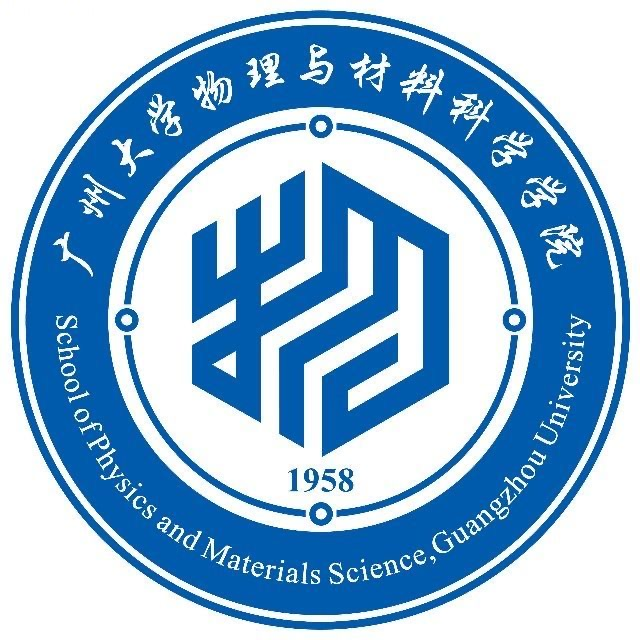 广州大学物理与材料科学学院
1958
School of Physics and Materials Science,Guangzhou University